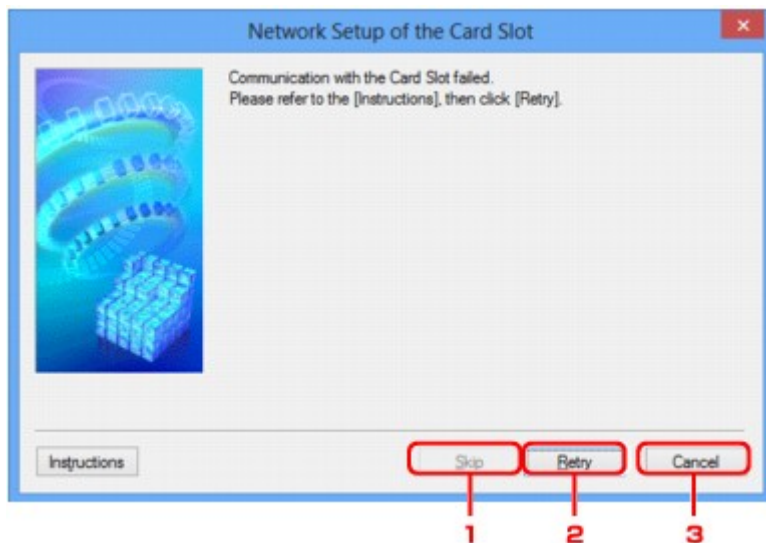 Network Setup of the Card Slot
Communication with the Card Slot failed.
Please refer to the [Instructions], then click [Retry].
Instructions Skip Retry Cancel
1 2 3